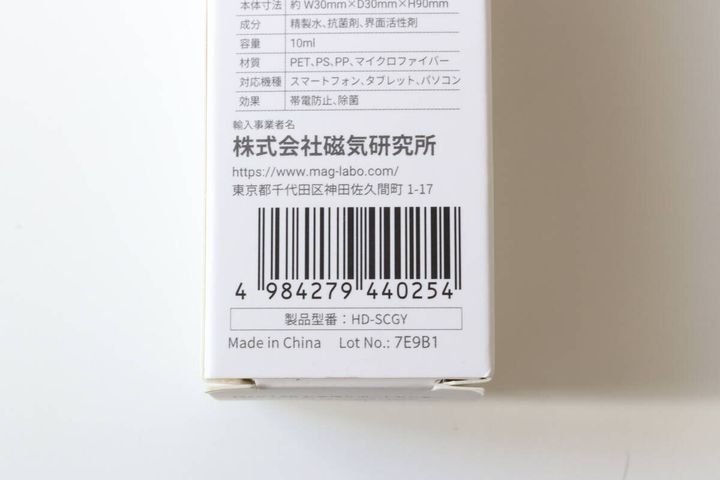 本体寸法 約 W30mm×D30mm×H90mm
成分 精製水、抗菌剤、界面活性剤
容量 10ml
材質 PET、PS、PP、マイクロファイバー
対応機種 スマートフォン、タブレット、パソコン
効果 帯電防止、除菌
輸入事業者名
株式会社磁気研究所
https://www.mag-labo.com/
東京都千代田区神田佐久間町 1-17
4 984279 440254
製品型番：HD-SCGY
Made in China Lot No.: 7E9B1